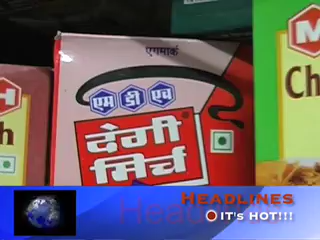 एगमार्क
एम डी एच
देगी
मिर्च
H
h
M
Ch
HEADLINES
IT'S HOT!!!